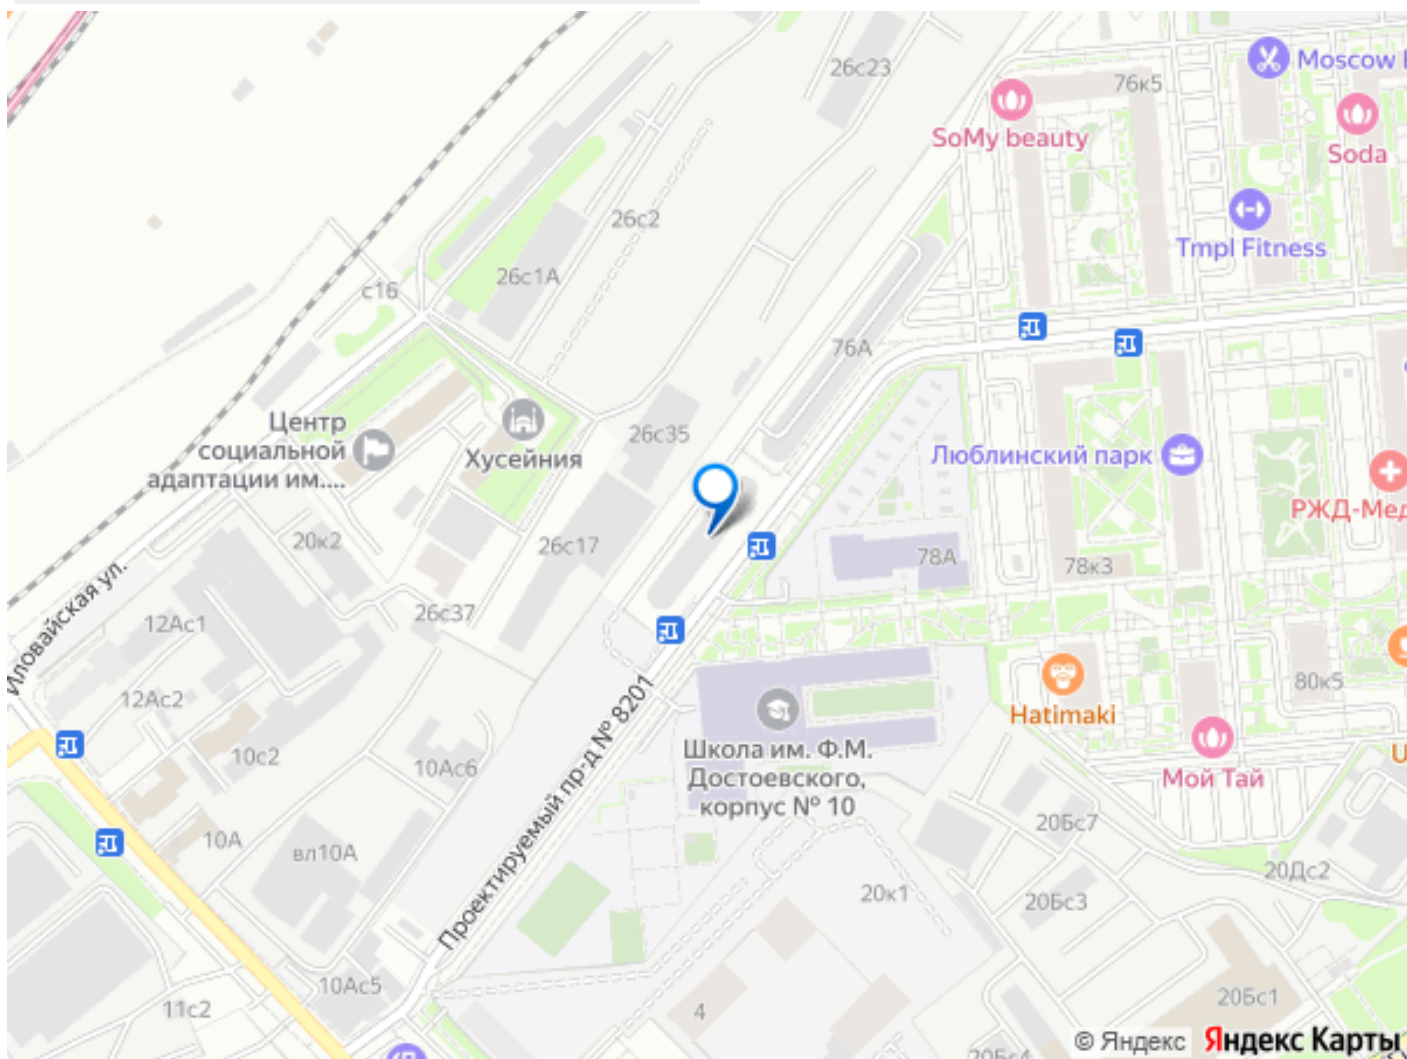 26с23
76к5
Moscow
SoMy beauty
Soda
26с2
Tmpl Fitness
26с1А
с16
76А
Центр
социальной
адаптации им....
Хусейния
26с35
Люблинский парк
РЖД-Мед
20к2
26с17
78А
78к3
Иловайская ул.
12Ас1
26с37
12Ас2
80к5
Hatimaki
Проектируемый пр-д № 8201
10с2
10Ас6
Школа им. Ф.М.
Достоевского,
корпус № 10
Мой Тай
10А
вл10А
20Бс7
20Дс2
20к1
20Бс3
10Ас5
11с2
4
20Бс1
20Бс4
© Яндекс Яндекс Карты